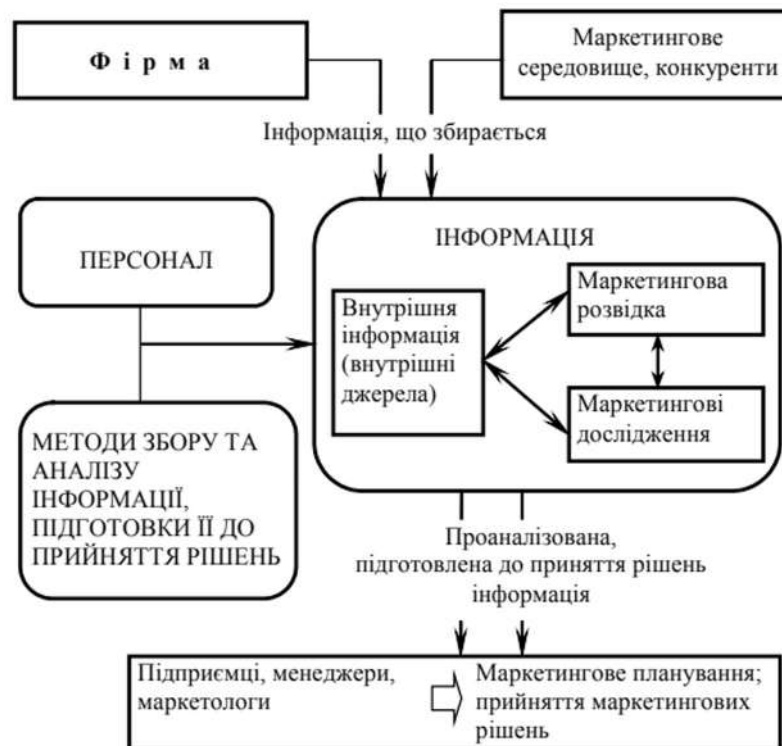 Ф і р м а
Маркетингове
середовище, конкуренти
Інформація, що збирається
ПЕРСОНАЛ
ІНФОРМАЦІЯ
Внутрішня
інформація
(внутрішні
джерела)
Маркетингова
розвідка
Маркетингові
дослідження
МЕТОДИ ЗБОРУ ТА
АНАЛІЗУ
ІНФОРМАЦІЇ,
ПІДГОТОВКИ ЇЇ ДО
ПРИЙНЯТТЯ РІШЕНЬ
Проаналізована,
підготовлена до приняття рішень
інформація
Підприємці, менеджери,
маркетологи
Маркетингове планування;
прийняття маркетингових
рішень